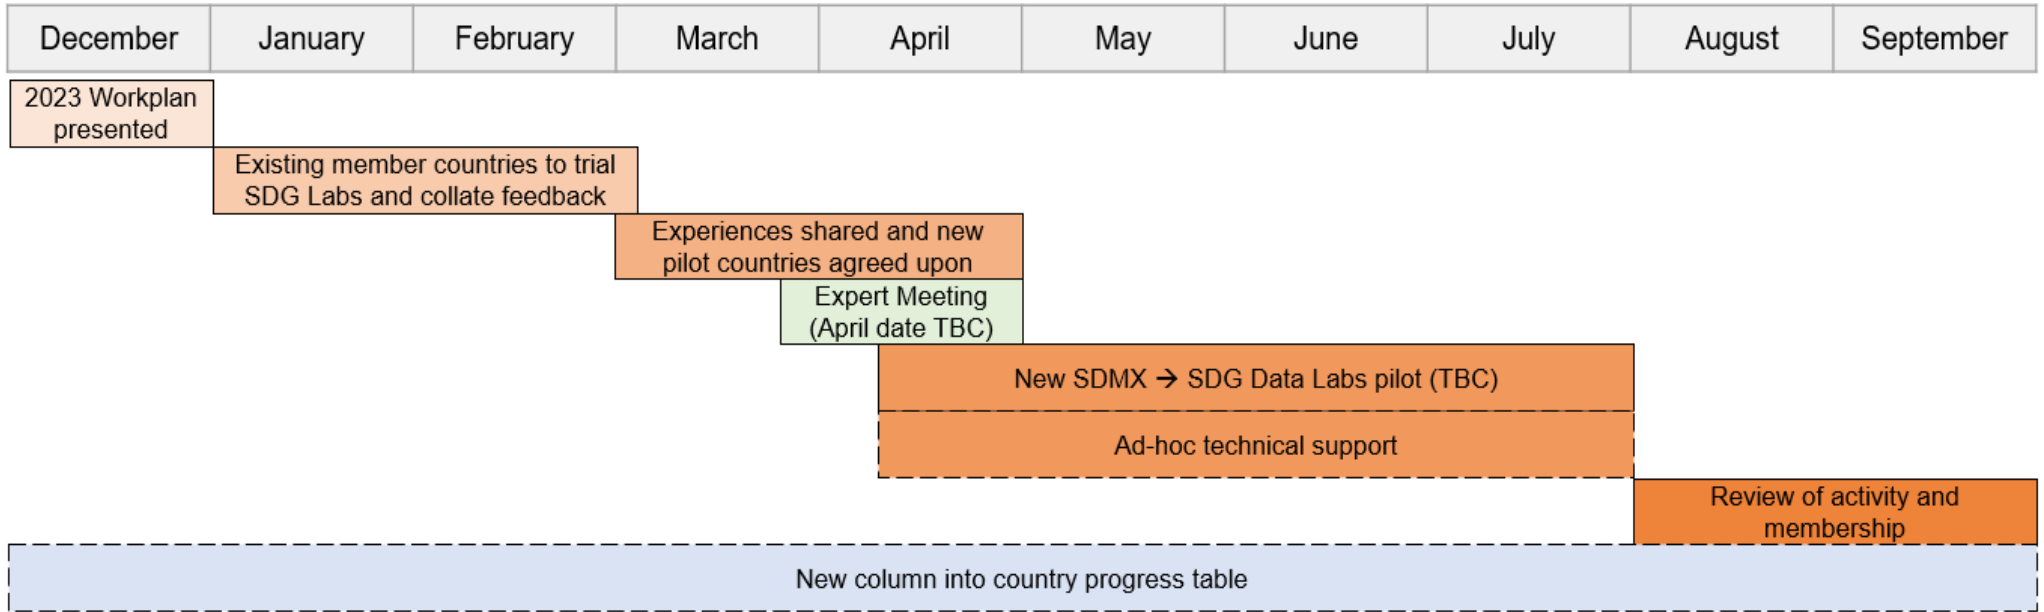 December January February March April May June July August September
2023 Workplan
presented
Existing member countries to trial
SDG Labs and collate feedback
Experiences shared and new
pilot countries agreed upon
Expert Meeting
(April date TBC)
New SDMX → SDG Data Labs pilot (TBC)
Ad-hoc technical support
Review of activity and
membership
New column into country progress table